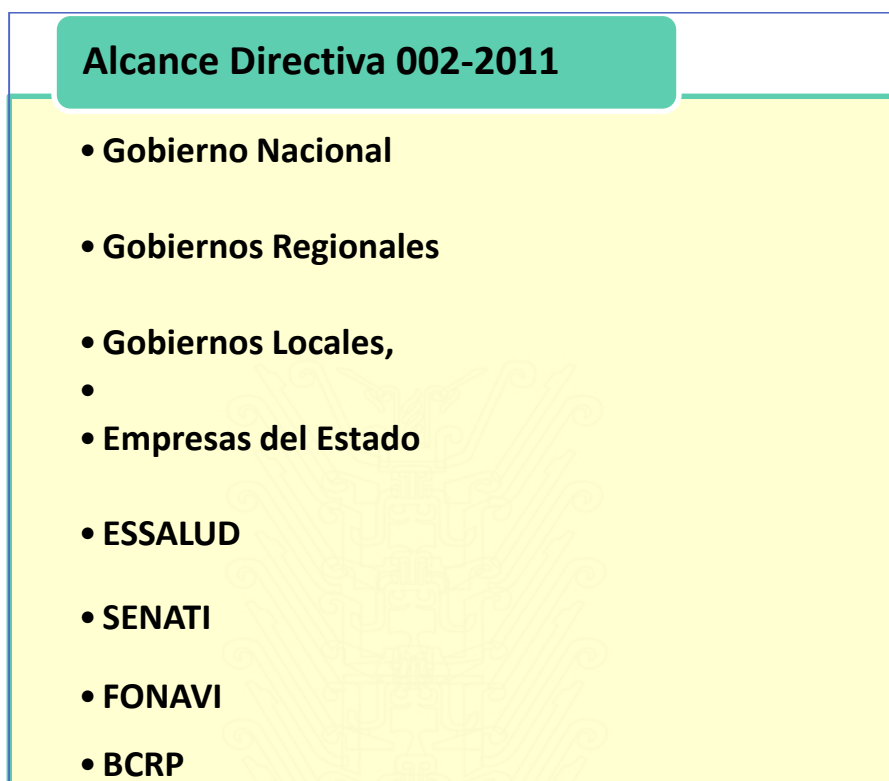 Alcance Directiva 002-2011
• Gobierno Nacional
• Gobiernos Regionales
• Gobiernos Locales,
•
• Empresas del Estado
• ESSALUD
• SENATI
• FONAVI
• BCRP